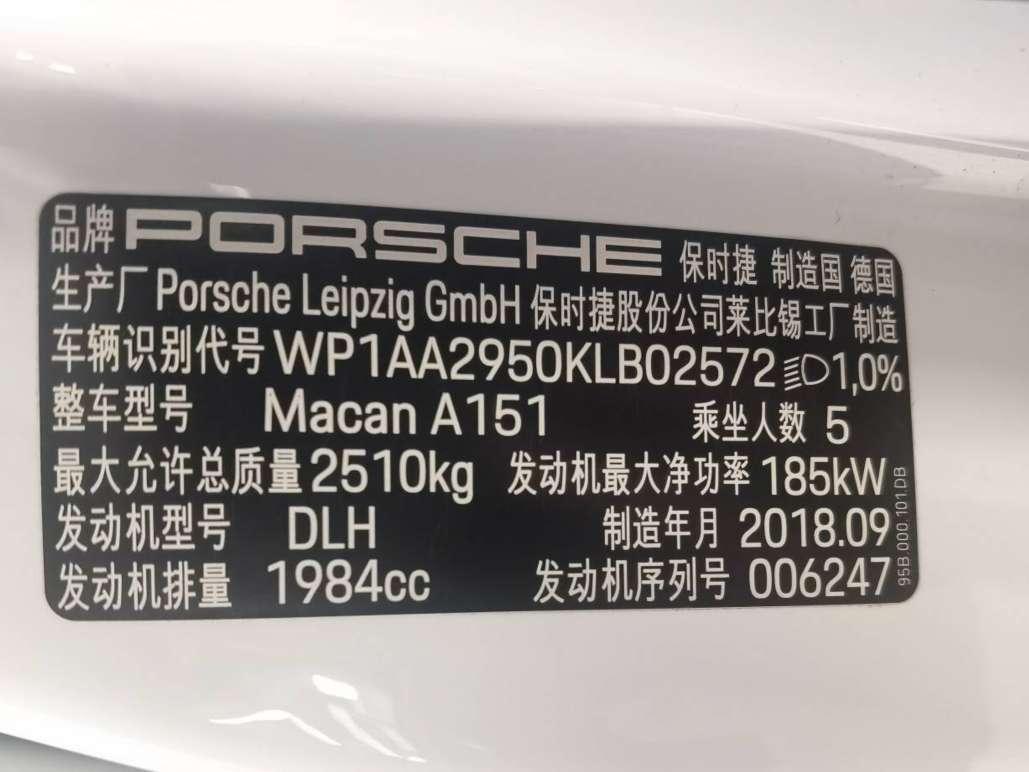 品牌 PORSCHE 保时捷 制造国 德国
生产厂 Porsche Leipzig GmbH 保时捷股份公司莱比锡工厂制造
车辆识别代号 WP1AA2950KLB02572 1,0%
整车型号 Macan A151 乘坐人数 5
最大允许总质量 2510kg 发动机最大净功率 185kW
发动机型号 DLH 制造年月 2018.09
发动机排量 1984cc 发动机序列号 006247
95B.000.101.DB